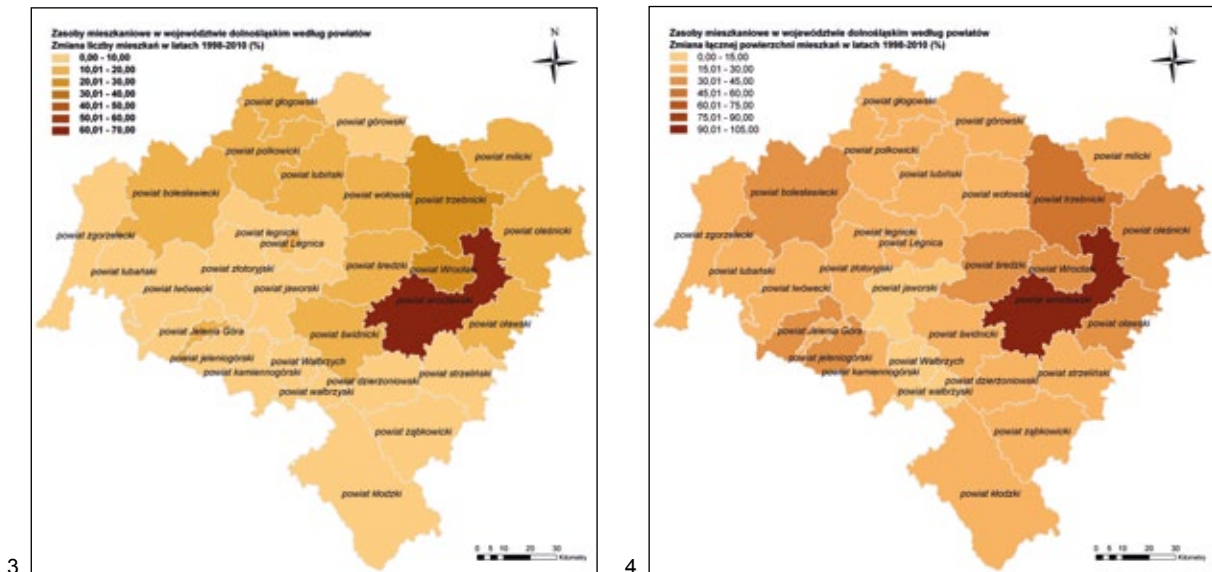 Zasoby mieszkaniowe w województwie dolnośląskim według powiatów
Zmiana liczby mieszkań w latach 1998-2010 (%)
0,00 - 10,00
10,01 - 20,00
20,01 - 30,00
30,01 - 40,00
40,01 - 50,00
50,01 - 60,00
60,01 - 70,00
N
powiat głogowski
powiat górowski
powiat polkowicki
powiat milicki
powiat lubiński
powiat bolesławiecki
powiat wołowski
powiat trzebnicki
powiat oleśnicki
powiat legnicki
powiat zgorzelecki
powiat Legnica
powiat lubański
powiat złotoryjski
powiat średzki
powiat Wrocław
powiat lwówecki
powiat jaworski
powiat wrocławski
powiat Jelenia Góra
powiat świdnicki
powiat oławski
powiat jeleniogórski
powiat Wałbrzych
powiat kamiennogórski
powiat dzierżoniowski
powiat strzeliński
powiat wałbrzyski
powiat ząbkowicki
powiat kłodzki
0 5 10 20 30
Kilometry
3
Zasoby mieszkaniowe w województwie dolnośląskim według powiatów
Zmiana łącznej powierzchni mieszkań w latach 1998-2010 (%)
0,00 - 15,00
15,01 - 30,00
30,01 - 45,00
45,01 - 60,00
60,01 - 75,00
75,01 - 90,00
90,01 - 105,00
N
powiat głogowski
powiat górowski
powiat polkowicki
powiat milicki
powiat lubiński
powiat bolesławiecki
powiat wołowski
powiat trzebnicki
powiat oleśnicki
powiat legnicki
powiat zgorzelecki
powiat Legnica
powiat lubański
powiat złotoryjski
powiat średzki
powiat Wrocław
powiat lwówecki
powiat jaworski
powiat wrocławski
powiat Jelenia Góra
powiat świdnicki
powiat oławski
powiat jeleniogórski
powiat Wałbrzych
powiat kamiennogórski
powiat dzierżoniowski
powiat strzeliński
powiat wałbrzyski
powiat ząbkowicki
powiat kłodzki
0 5 10 20 30
Kilometry
4